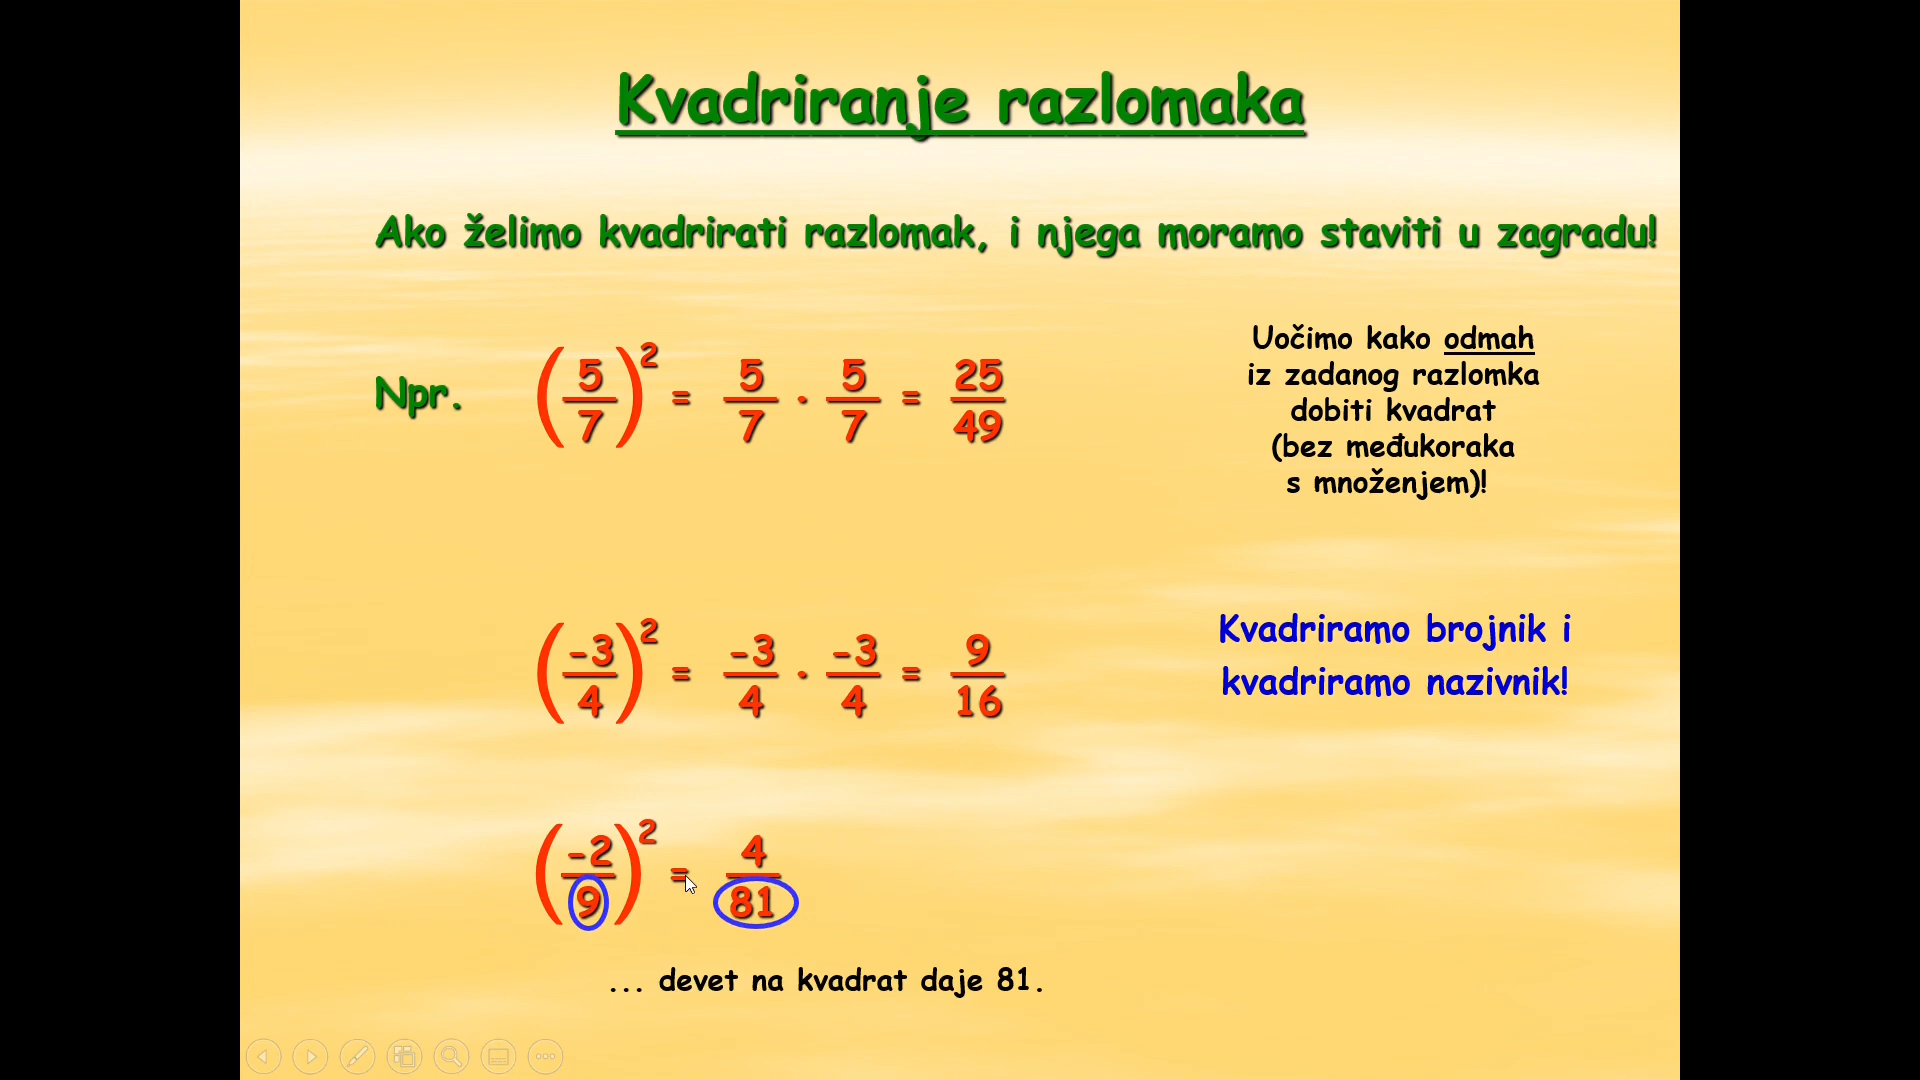 Kvadriranje razlomaka
Ako želimo kvadrirati razlomak, i njega moramo staviti u zagradu!
Npr. (5/7)² = 5/7 · 5/7 = 25/49
Uočimo kako odmah
iz zadanog razlomka
dobiti kvadrat
(bez međukoraka
s množenjem)!
(-3/4)² = -3/4 · -3/4 = 9/16
Kvadriramo brojnik i
kvadriramo nazivnik!
(-2/9)² = 4/81
... devet na kvadrat daje 81.